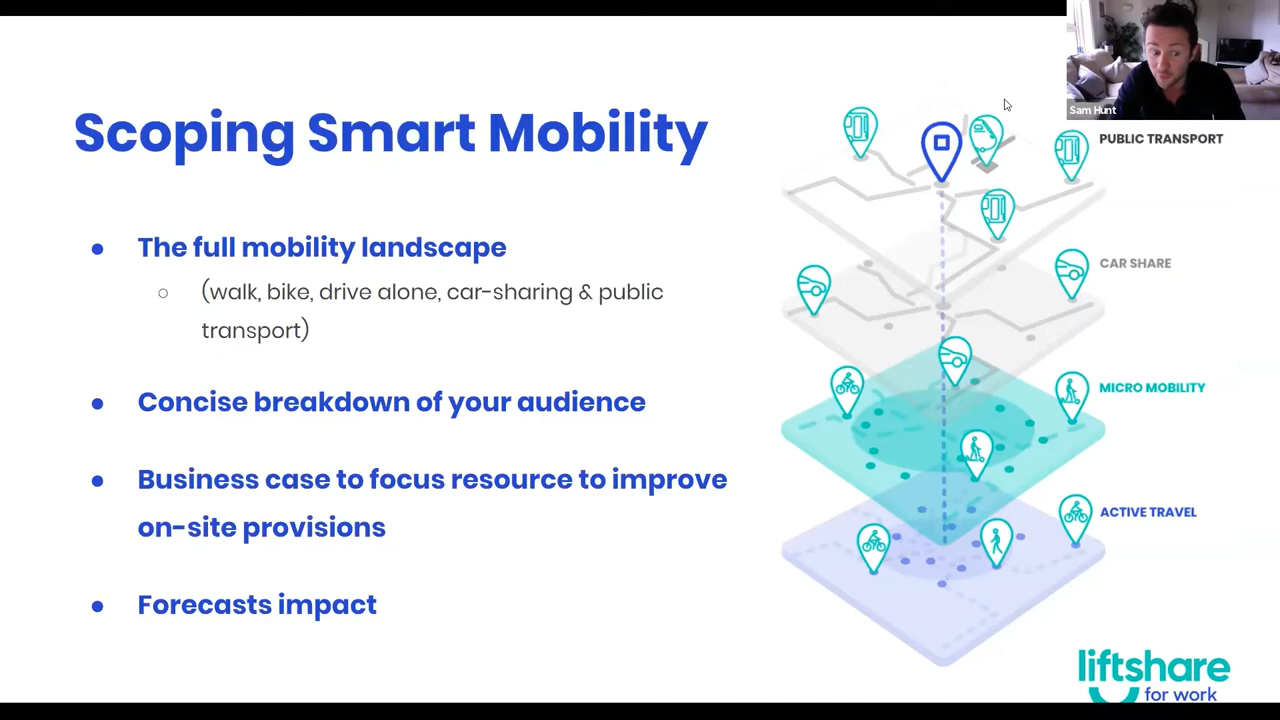 Sam Hunt
Scoping Smart Mobility
● The full mobility landscape
○ (walk, bike, drive alone, car-sharing & public
transport)
● Concise breakdown of your audience
● Business case to focus resource to improve
on-site provisions
● Forecasts impact
PUBLIC TRANSPORT
CAR SHARE
MICRO MOBILITY
ACTIVE TRAVEL
liftshare
for work